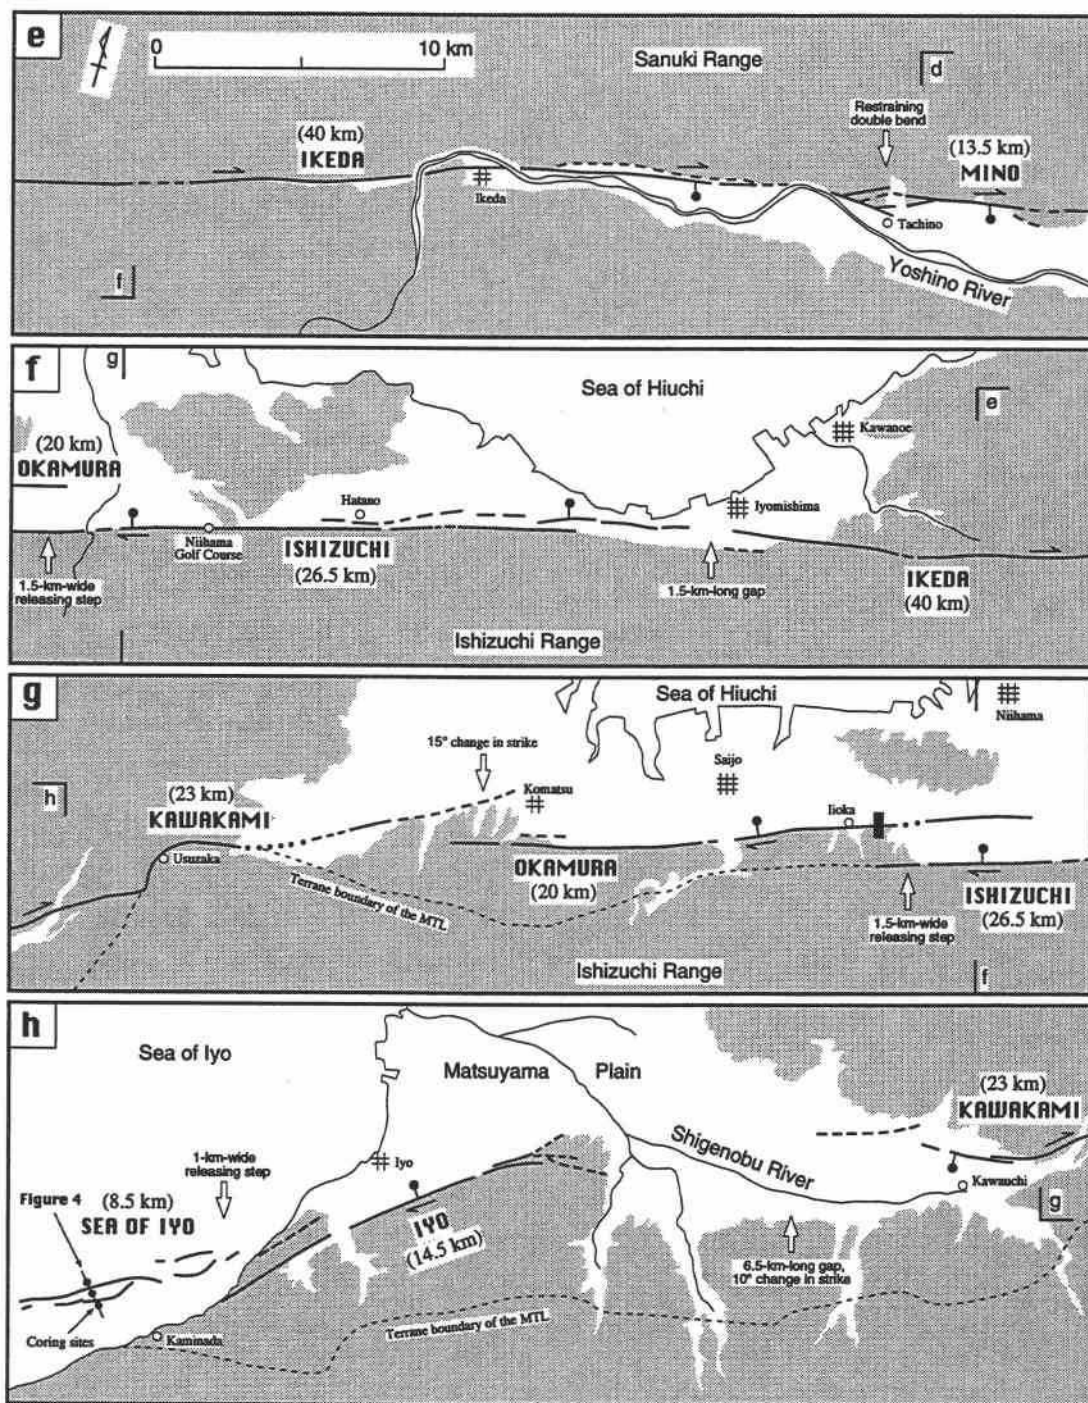 e
0
10 km
Sanuki Range
d
Restraining
double bend
(40 km)
IKEDA
(13.5 km)
MINO
Ikeda
Tachino
f
Yoshino River
f
g
Sea of Hiuchi
e
(20 km)
OKAMURA
Kawanoe
Hatano
Iyomishima
Niihama
Golf Course
ISHIZUCHI
(26.5 km)
1.5-km-wide
releasing step
1.5-km-long gap
IKEDA
(40 km)
Ishizuchi Range
g
Sea of Hiuchi
Niihama
15° change in strike
Saijo
h
(23 km)
KAWAKAMI
Komatsu
Iioka
Usuzaka
OKAMURA
(20 km)
Terrane boundary of the MTL
ISHIZUCHI
(26.5 km)
1.5-km-wide
releasing step
Ishizuchi Range
f
h
Sea of Iyo
Matsuyama Plain
(23 km)
KAWAKAMI
1-km-wide
releasing step
Iyo
Shigenobu River
Figure 4
(8.5 km)
SEA OF IYO
Kawauchi
g
IYO
(14.5 km)
6.5-km-long gap,
10° change in strike
Coring sites
Kaminada
Terrane boundary of the MTL